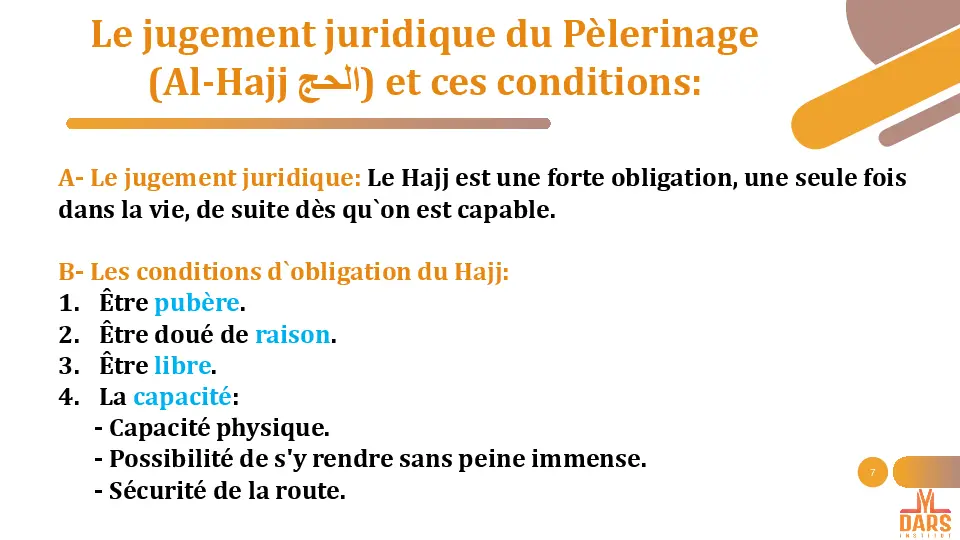 Le jugement juridique du Pèlerinage
(Al-Hajj الحج) et ces conditions:
A- Le jugement juridique: Le Hajj est une forte obligation, une seule fois
dans la vie, de suite dès qu`on est capable.
B- Les conditions d`obligation du Hajj:
1. Être pubère.
2. Être doué de raison.
3. Être libre.
4. La capacité:
- Capacité physique.
- Possibilité de s'y rendre sans peine immense.
- Sécurité de la route.
7
DARS
INSTITUT